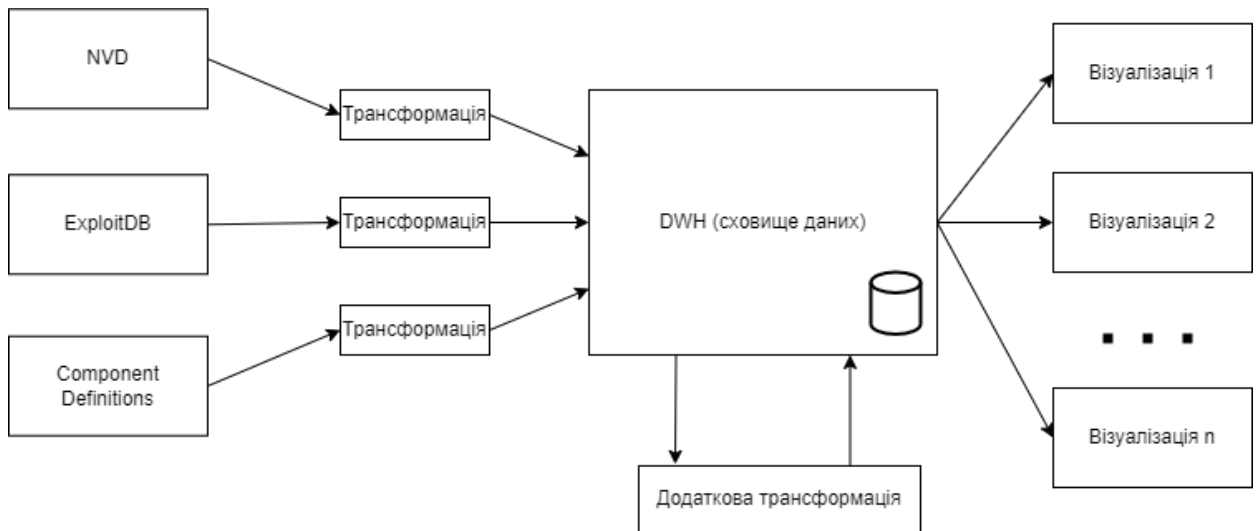 NVD
Трансформація
ExploitDB
Трансформація
Component
Definitions
Трансформація
DWH (сховище даних)
Додаткова трансформація
Візуалізація 1
Візуалізація 2
Візуалізація n